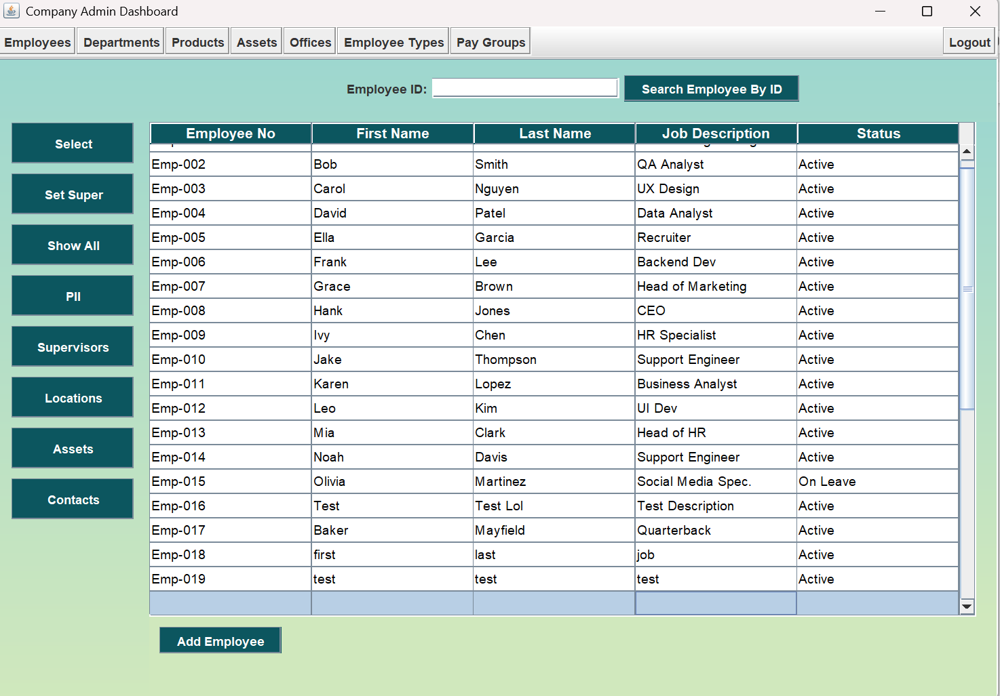 Company Admin Dashboard
Employees Departments Products Assets Offices Employee Types Pay Groups Logout
Employee ID: Search Employee By ID
Select
Set Super
Show All
PII
Supervisors
Locations
Assets
Contacts
Employee No First Name Last Name Job Description Status
Emp-002 Bob Smith QA Analyst Active
Emp-003 Carol Nguyen UX Design Active
Emp-004 David Patel Data Analyst Active
Emp-005 Ella Garcia Recruiter Active
Emp-006 Frank Lee Backend Dev Active
Emp-007 Grace Brown Head of Marketing Active
Emp-008 Hank Jones CEO Active
Emp-009 Ivy Chen HR Specialist Active
Emp-010 Jake Thompson Support Engineer Active
Emp-011 Karen Lopez Business Analyst Active
Emp-012 Leo Kim UI Dev Active
Emp-013 Mia Clark Head of HR Active
Emp-014 Noah Davis Support Engineer Active
Emp-015 Olivia Martinez Social Media Spec. On Leave
Emp-016 Test Test Lol Test Description Active
Emp-017 Baker Mayfield Quarterback Active
Emp-018 first last job Active
Emp-019 test test test Active
Add Employee